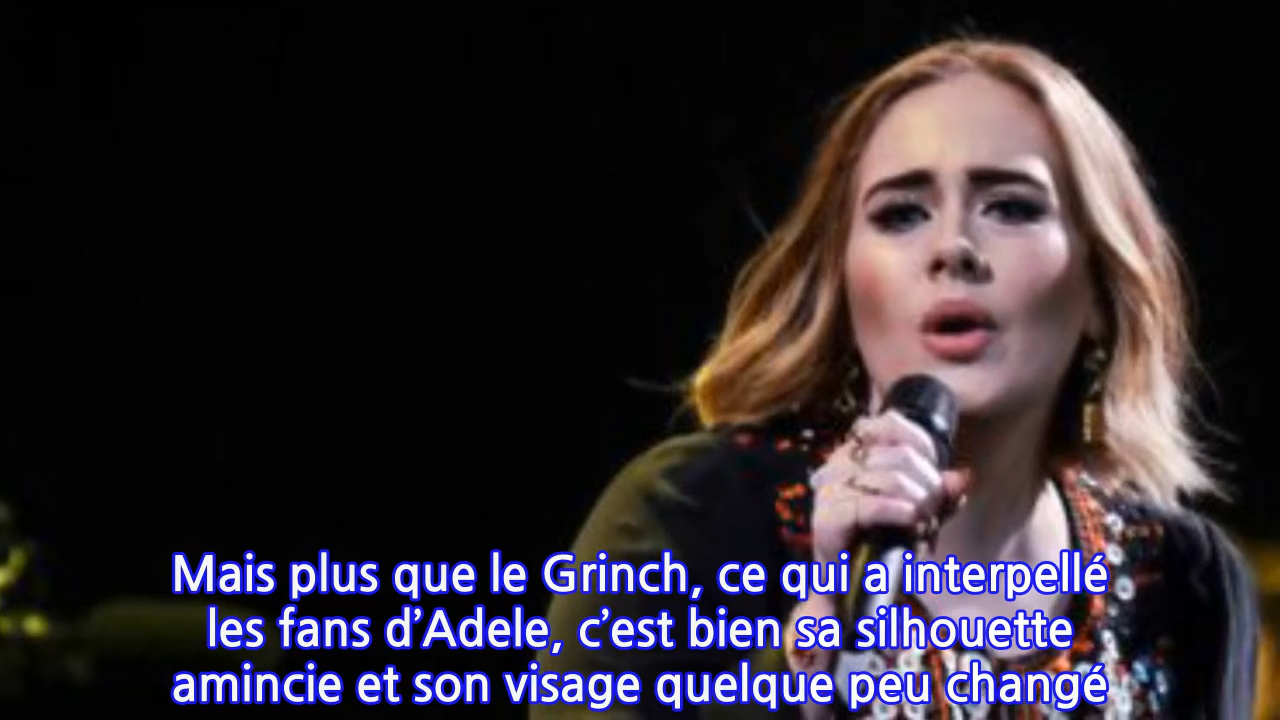 Mais plus que le Grinch, ce qui a interpellé
les fans d’Adele, c’est bien sa silhouette
amincie et son visage quelque peu changé